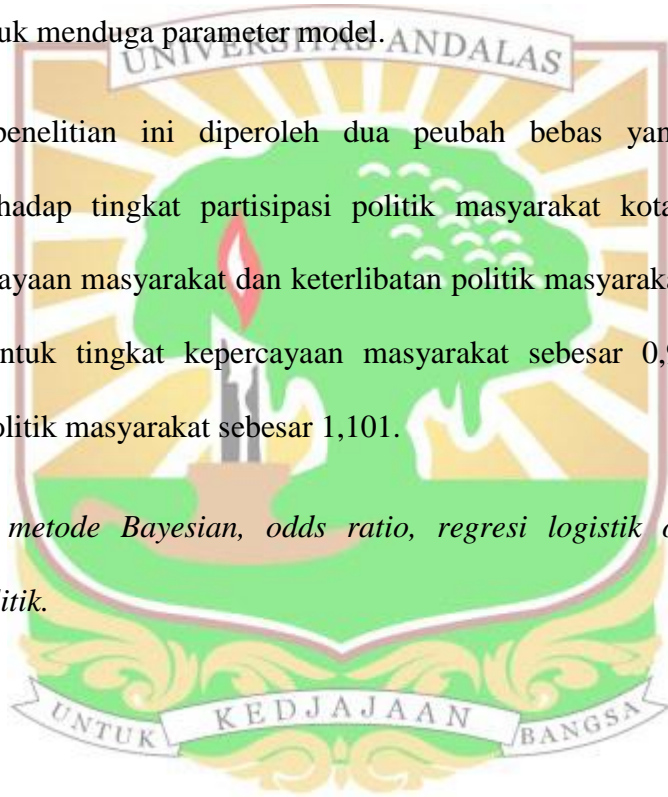 uk menduga parameter model.
UNIVERSITAS ANDALAS
penelitian ini diperoleh dua peubah bebas yan
hadap tingkat partisipasi politik masyarakat kota
ayaan masyarakat dan keterlibatan politik masyaraka
ntuk tingkat kepercayaan masyarakat sebesar 0,9
olitik masyarakat sebesar 1,101.
metode Bayesian, odds ratio, regresi logistik o
litik.
UNTUK KEDJAJAAN BANGSA